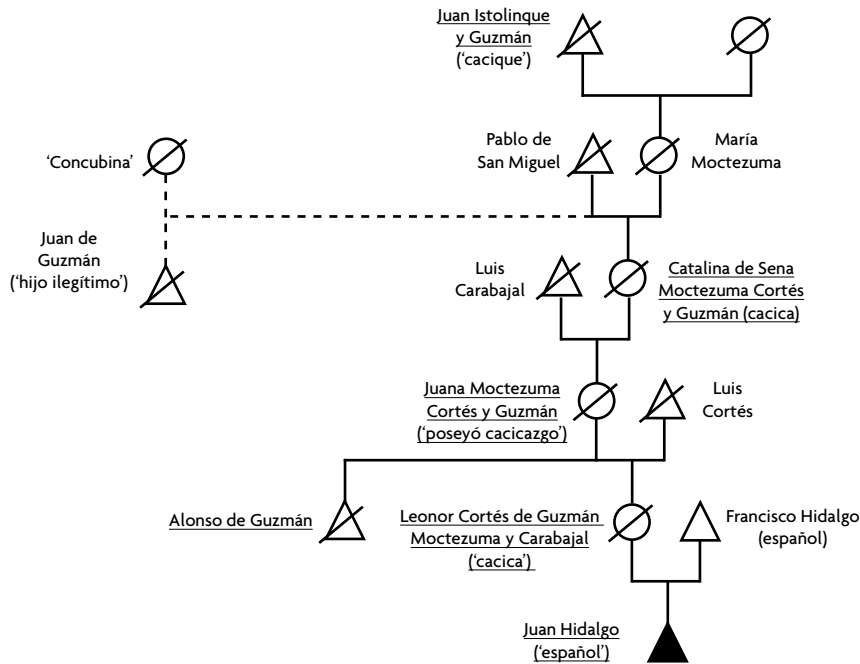 Juan Istolinque
y Guzmán
(‘cacique’)
Pablo de
San Miguel
María
Moctezuma
‘Concubina’
Juan de
Guzmán
(‘hijo ilegítimo’)
Luis
Carabajal
Catalina de Sena
Moctezuma Cortés
y Guzmán (cacica)
Juana Moctezuma
Cortés y Guzmán
(‘poseyó cacicazgo’)
Luis
Cortés
Alonso de Guzmán
Leonor Cortés de Guzmán
Moctezuma y Carabajal
(‘cacica’)
Francisco Hidalgo
(español)
Juan Hidalgo
(‘español’)